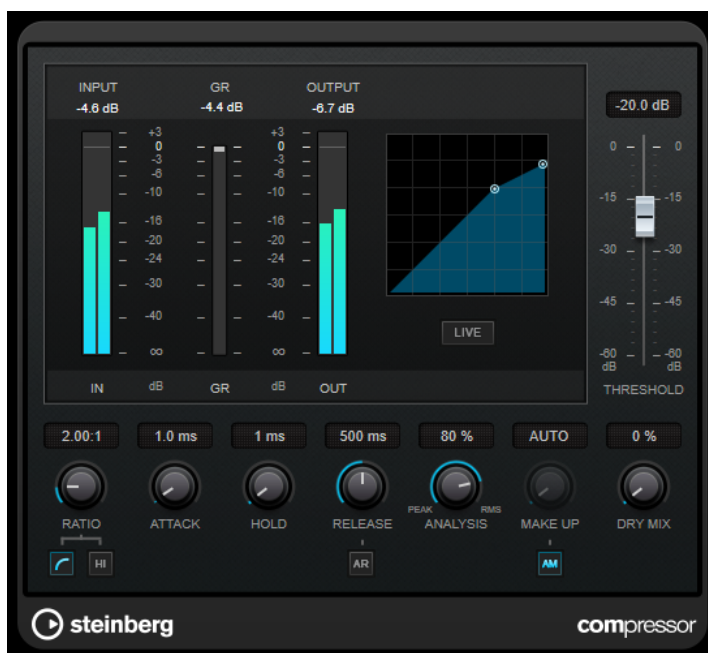 INPUT GR OUTPUT
-4.6 dB -4.4 dB -6.7 dB
-20.0 dB
+3 +3
0 0
-3 -3
-6 -6
-10 -10
-16 -16
-20 -20
-24 -24
-30 -30
-40 -40
∞ ∞
0 0
-15 -15
-30 -30
-45 -45
-60 -60
dB dB
LIVE
IN dB GR dB OUT
THRESHOLD
2.00:1 1.0 ms 1 ms 500 ms 80 % AUTO 0 %
PEAK RMS
RATIO ATTACK HOLD RELEASE ANALYSIS MAKE UP DRY MIX
HI AR AM
steinberg compressor